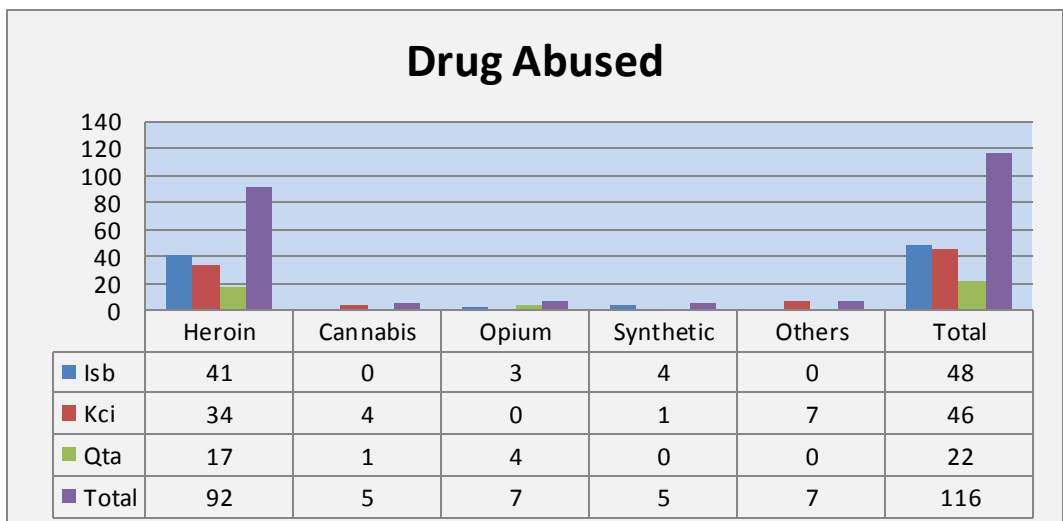 Drug Abused
140
120
100
80
60
40
20
0
Heroin Cannabis Opium Synthetic Others Total
Isb 41 0 3 4 0 48
Kci 34 4 0 1 7 46
Qta 17 1 4 0 0 22
Total 92 5 7 5 7 116